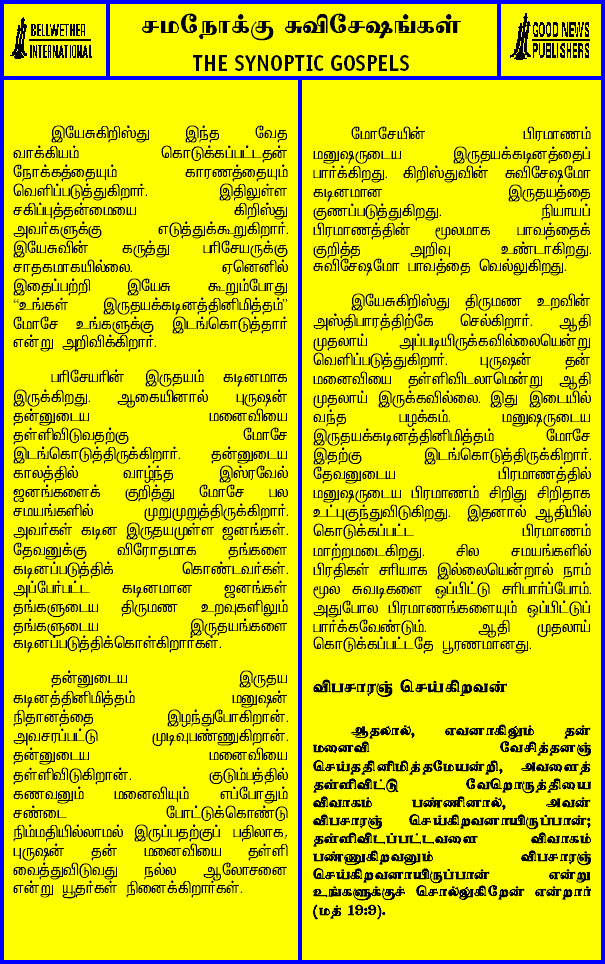 BELLWETHER
INTERNATIONAL
சமநோக்கு சுவிசேஷங்கள்
THE SYNOPTIC GOSPELS
GOOD NEWS
PUBLISHERS
இயேசுகிறிஸ்து இந்த வேத
வாக்கியம் கொடுக்கப்பட்டதன்
நோக்கத்தையும் காரணத்தையும்
வெளிப்படுத்துகிறார். இதிலுள்ள
சகிப்புத்தன்மையை கிறிஸ்து
அவர்களுக்கு எடுத்துக்கூறுகிறார்.
இயேசுவின் கருத்து பரிசேயருக்கு
சாதகமாகயில்லை. ஏனெனில்
இதைப்பற்றி இயேசு கூறும்போது
“உங்கள் இருதயக்கடினத்தினிமித்தம்”
மோசே உங்களுக்கு இடங்கொடுத்தார்
என்று அறிவிக்கிறார்.
பரிசேயரின் இருதயம் கடினமாக
இருக்கிறது. ஆகையினால் புருஷன்
தன்னுடைய மனைவியை
தள்ளிவிடுவதற்கு மோசே
இடங்கொடுத்திருக்கிறார். தன்னுடைய
காலத்தில் வாழ்ந்த இஸ்ரவேல்
ஜனங்களைக் குறித்து மோசே பல
சமயங்களில் முறுமுறுத்திருக்கிறார்.
அவர்கள் கடின இருதயமுள்ள ஜனங்கள்.
தேவனுக்கு விரோதமாக தங்களை
கடினப்படுத்திக் கொண்டவர்கள்.
அப்பேர்பட்ட கடினமான ஜனங்கள்
தங்களுடைய திருமண உறவுகளிலும்
தங்களுடைய இருதயங்களை
கடினப்படுத்திக்கொள்கிறார்கள்.
தன்னுடைய இருதய
கடினத்தினிமித்தம் மனுஷன்
நிதானத்தை இழந்துபோகிறான்.
அவசரப்பட்டு முடிவுபண்ணுகிறான்.
தன்னுடைய மனைவியை
தள்ளிவிடுகிறான். குடும்பத்தில்
கணவனும் மனைவியும் எப்போதும்
சண்டை போட்டுக்கொண்டு
நிம்மதியில்லாமல் இருப்பதற்குப் பதிலாக,
புருஷன் தன் மனைவியை தள்ளி
வைத்துவிடுவது நல்ல ஆலோசனை
என்று யூதர்கள் நினைக்கிறார்கள்.
மோசேயின் பிரமாணம்
மனுஷருடைய இருதயக்கடினத்தைப்
பார்க்கிறது. கிறிஸ்துவின் சுவிசேஷமோ
கடினமான இருதயத்தை
குணப்படுத்துகிறது. நியாயப்
பிரமாணத்தின் மூலமாக பாவத்தைக்
குறித்த அறிவு உண்டாகிறது.
சுவிசேஷமோ பாவத்தை வெல்லுகிறது.
இயேசுகிறிஸ்து திருமண உறவின்
அஸ்திபாரத்திற்கே செல்கிறார். ஆதி
முதலாய் அப்படியிருக்கவில்லையென்று
வெளிப்படுத்துகிறார். புருஷன் தன்
மனைவியை தள்ளிவிடலாமென்று ஆதி
முதலாய் இருக்கவில்லை. இது இடையில்
வந்த பழக்கம். மனுஷருடைய
இருதயக்கடினத்தினிமித்தம் மோசே
இதற்கு இடங்கொடுத்திருக்கிறார்.
தேவனுடைய பிரமாணத்தில்
மனுஷருடைய பிரமாணம் சிறிது சிறிதாக
உட்புகுந்துவிடுகிறது. இதனால் ஆதியில்
கொடுக்கப்பட்ட பிரமாணம்
மாற்றமடைகிறது. சில சமயங்களில்
பிரதிகள் சரியாக இல்லையென்றால் நாம்
மூல சுவடிகளை ஒப்பிட்டு சரிபார்ப்போம்.
அதுபோல பிரமாணங்களையும் ஒப்பிட்டுப்
பார்க்கவேண்டும். ஆதி முதலாய்
கொடுக்கப்பட்டதே பூரணமானது.
விபசாரஞ் செய்கிறவன்
ஆதலால், எவனாகிலும் தன்
மனைவி வேசித்தனஞ்
செய்ததினிமித்தமேயன்றி, அவளைத்
தள்ளிவிட்டு வேறொருத்தியை
விவாகம் பண்ணினால், அவன்
விபசாரஞ் செய்கிறவனாயிருப்பான்;
தள்ளிவிடப்பட்டவளை விவாகம்
பண்ணுகிறவனும் விபசாரஞ்
செய்கிறவனாயிருப்பான் என்று
உங்களுக்குச் சொல்லுகிறேன் என்றார்
(மத் 19:9).